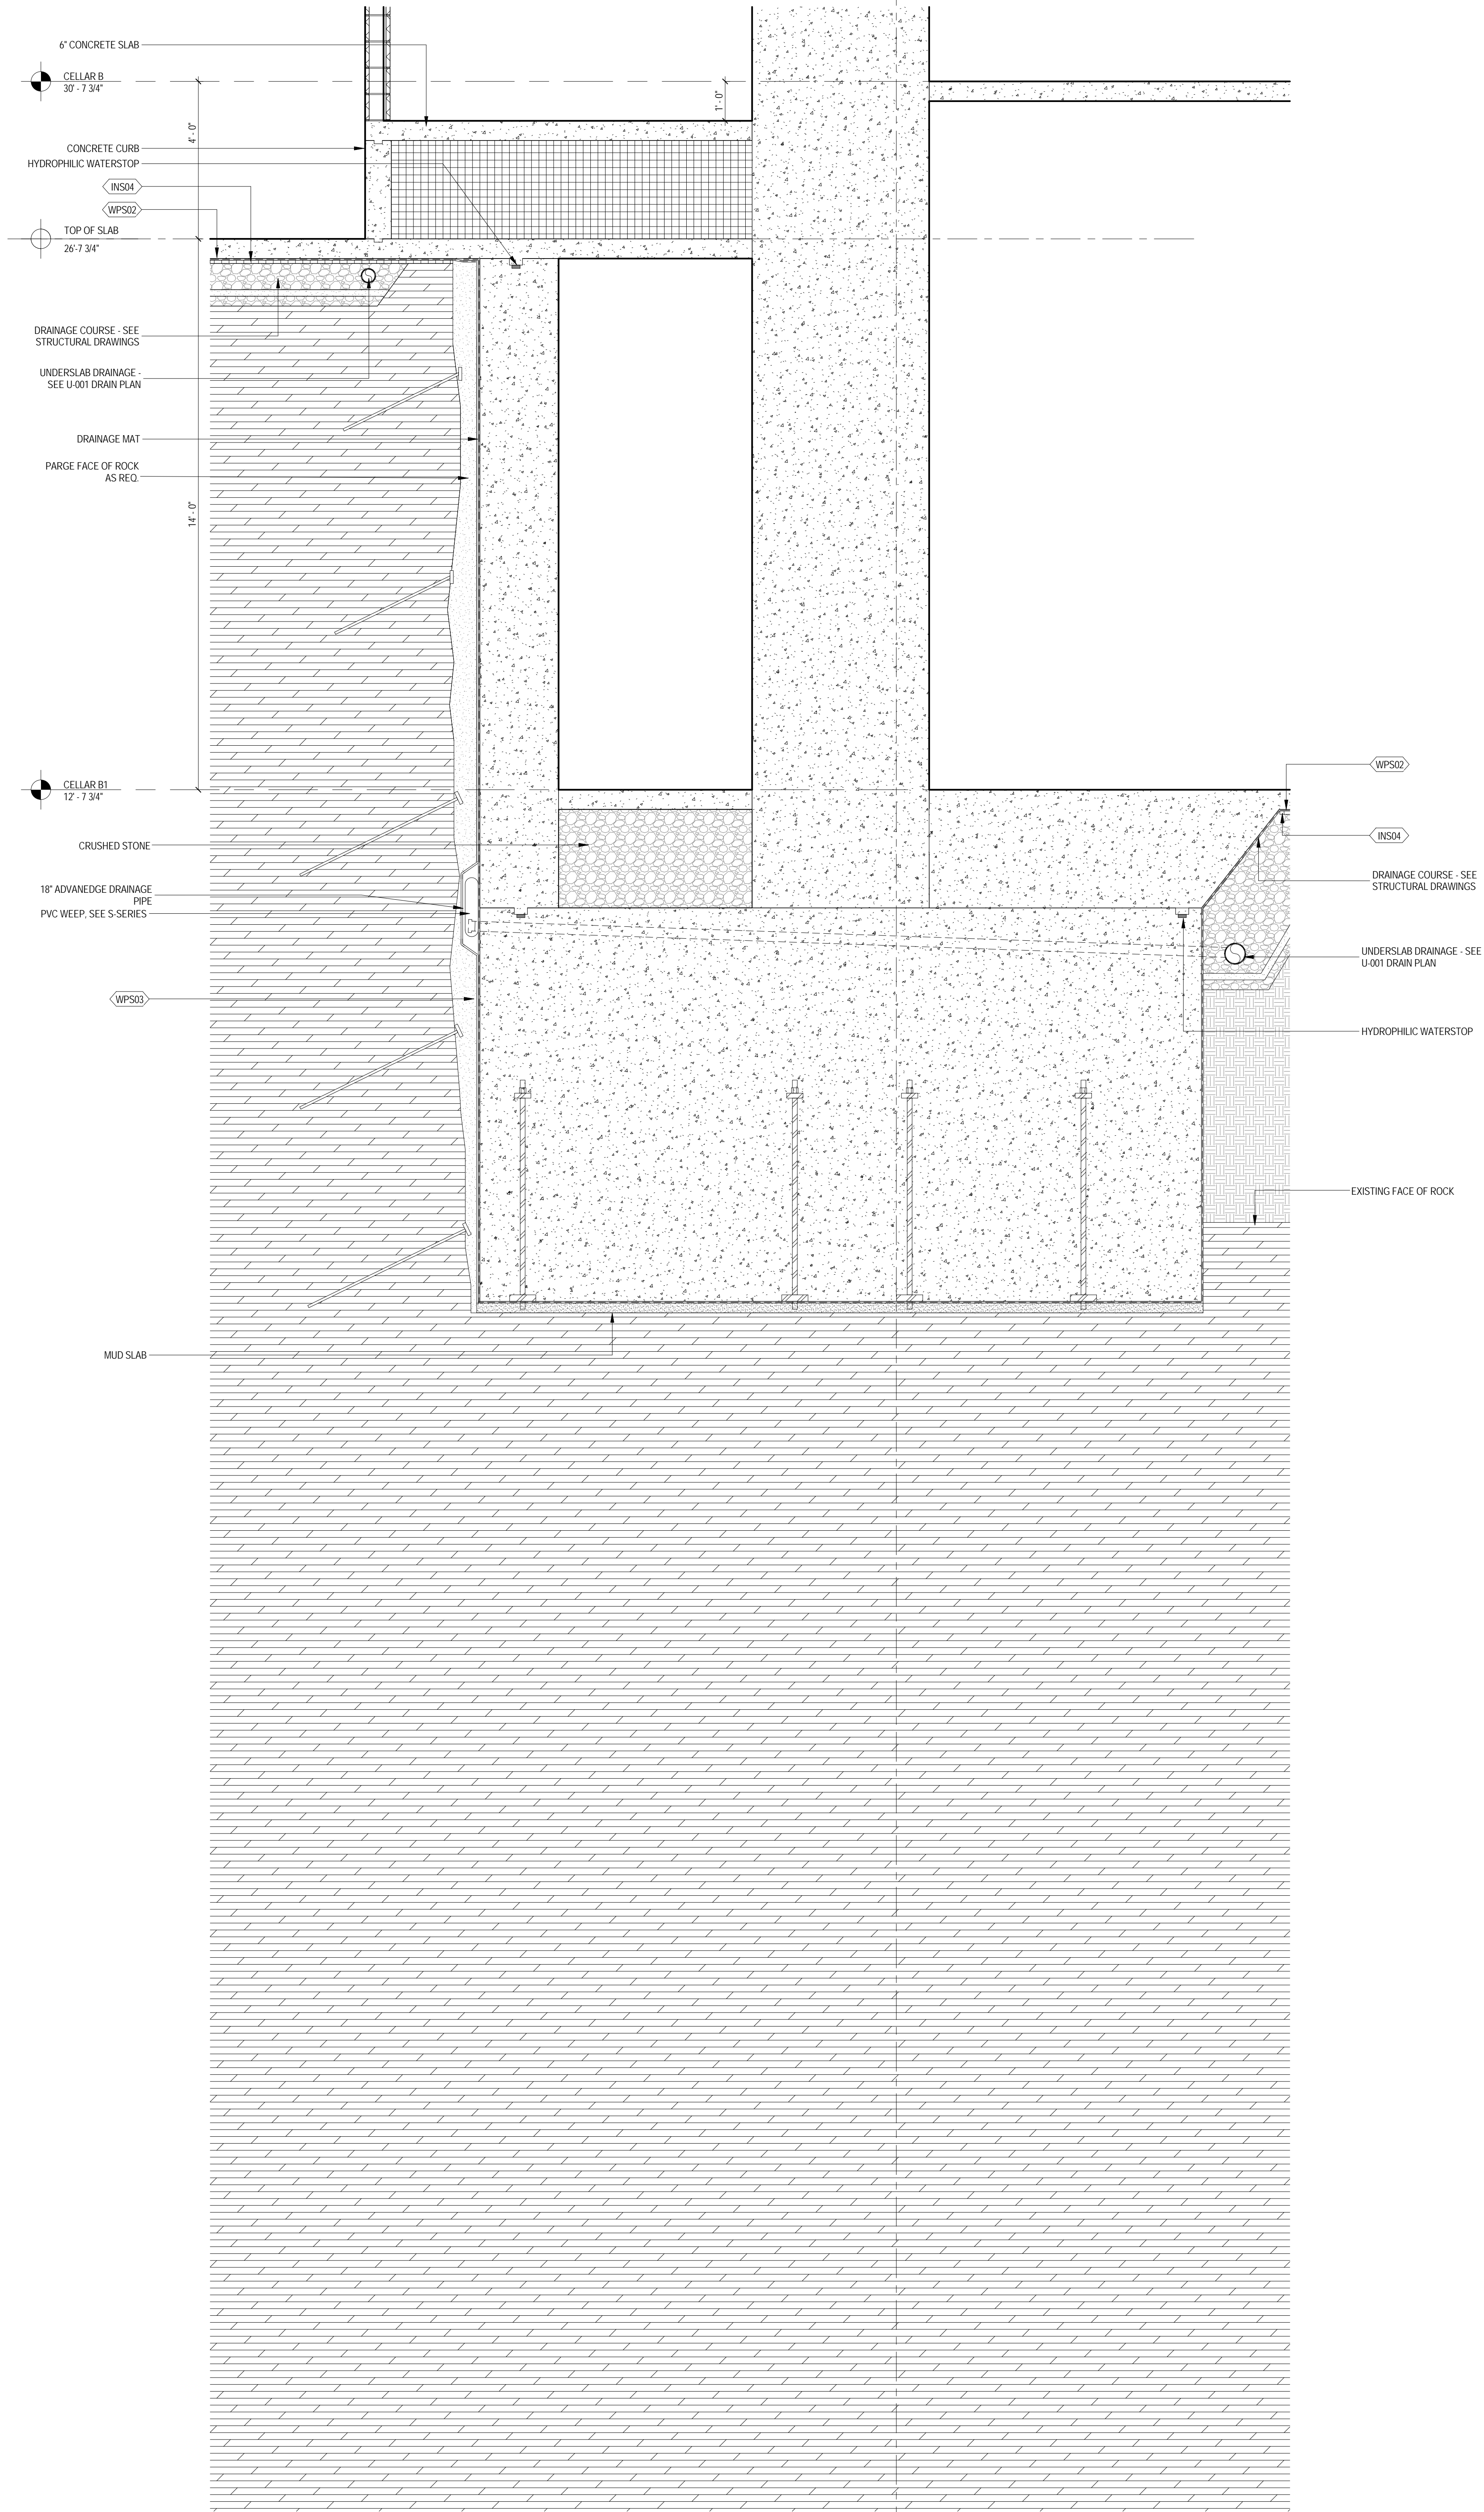 6" CONCRETE SLAB
CELLAR B
30' - 7 3/4"
1' - 0"
4' - 0"
CONCRETE CURB
HYDROPHILIC WATERSTOP
INS04
WPS02
TOP OF SLAB
26'-7 3/4"
DRAINAGE COURSE - SEE
STRUCTURAL DRAWINGS
UNDERSLAB DRAINAGE -
SEE U-001 DRAIN PLAN
DRAINAGE MAT
PARGE FACE OF ROCK
AS REQ.
14' - 0"
CELLAR B1
12' - 7 3/4"
CRUSHED STONE
18" ADVANEDGE DRAINAGE
PIPE
PVC WEEP, SEE S-SERIES
WPS03
MUD SLAB
WPS02
INS04
DRAINAGE COURSE - SEE
STRUCTURAL DRAWINGS
UNDERSLAB DRAINAGE - SEE
U-001 DRAIN PLAN
HYDROPHILIC WATERSTOP
EXISTING FACE OF ROCK